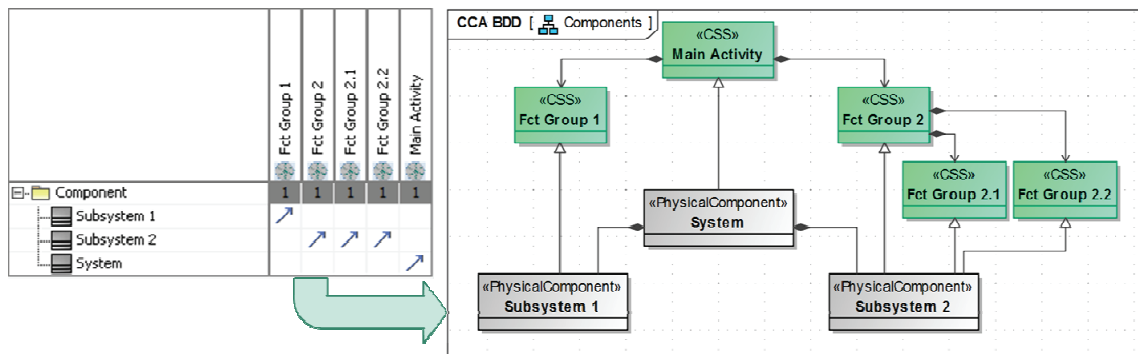 Fct Group 1
Fct Group 2
Fct Group 2.1
Fct Group 2.2
Main Activity
Component 1 1 1 1 1
Subsystem 1
Subsystem 2
System
CCA BDD [ Components ]
«CSS»
Main Activity
«CSS»
Fct Group 1
«CSS»
Fct Group 2
«CSS»
Fct Group 2.1
«CSS»
Fct Group 2.2
«PhysicalComponent»
System
«PhysicalComponent»
Subsystem 1
«PhysicalComponent»
Subsystem 2